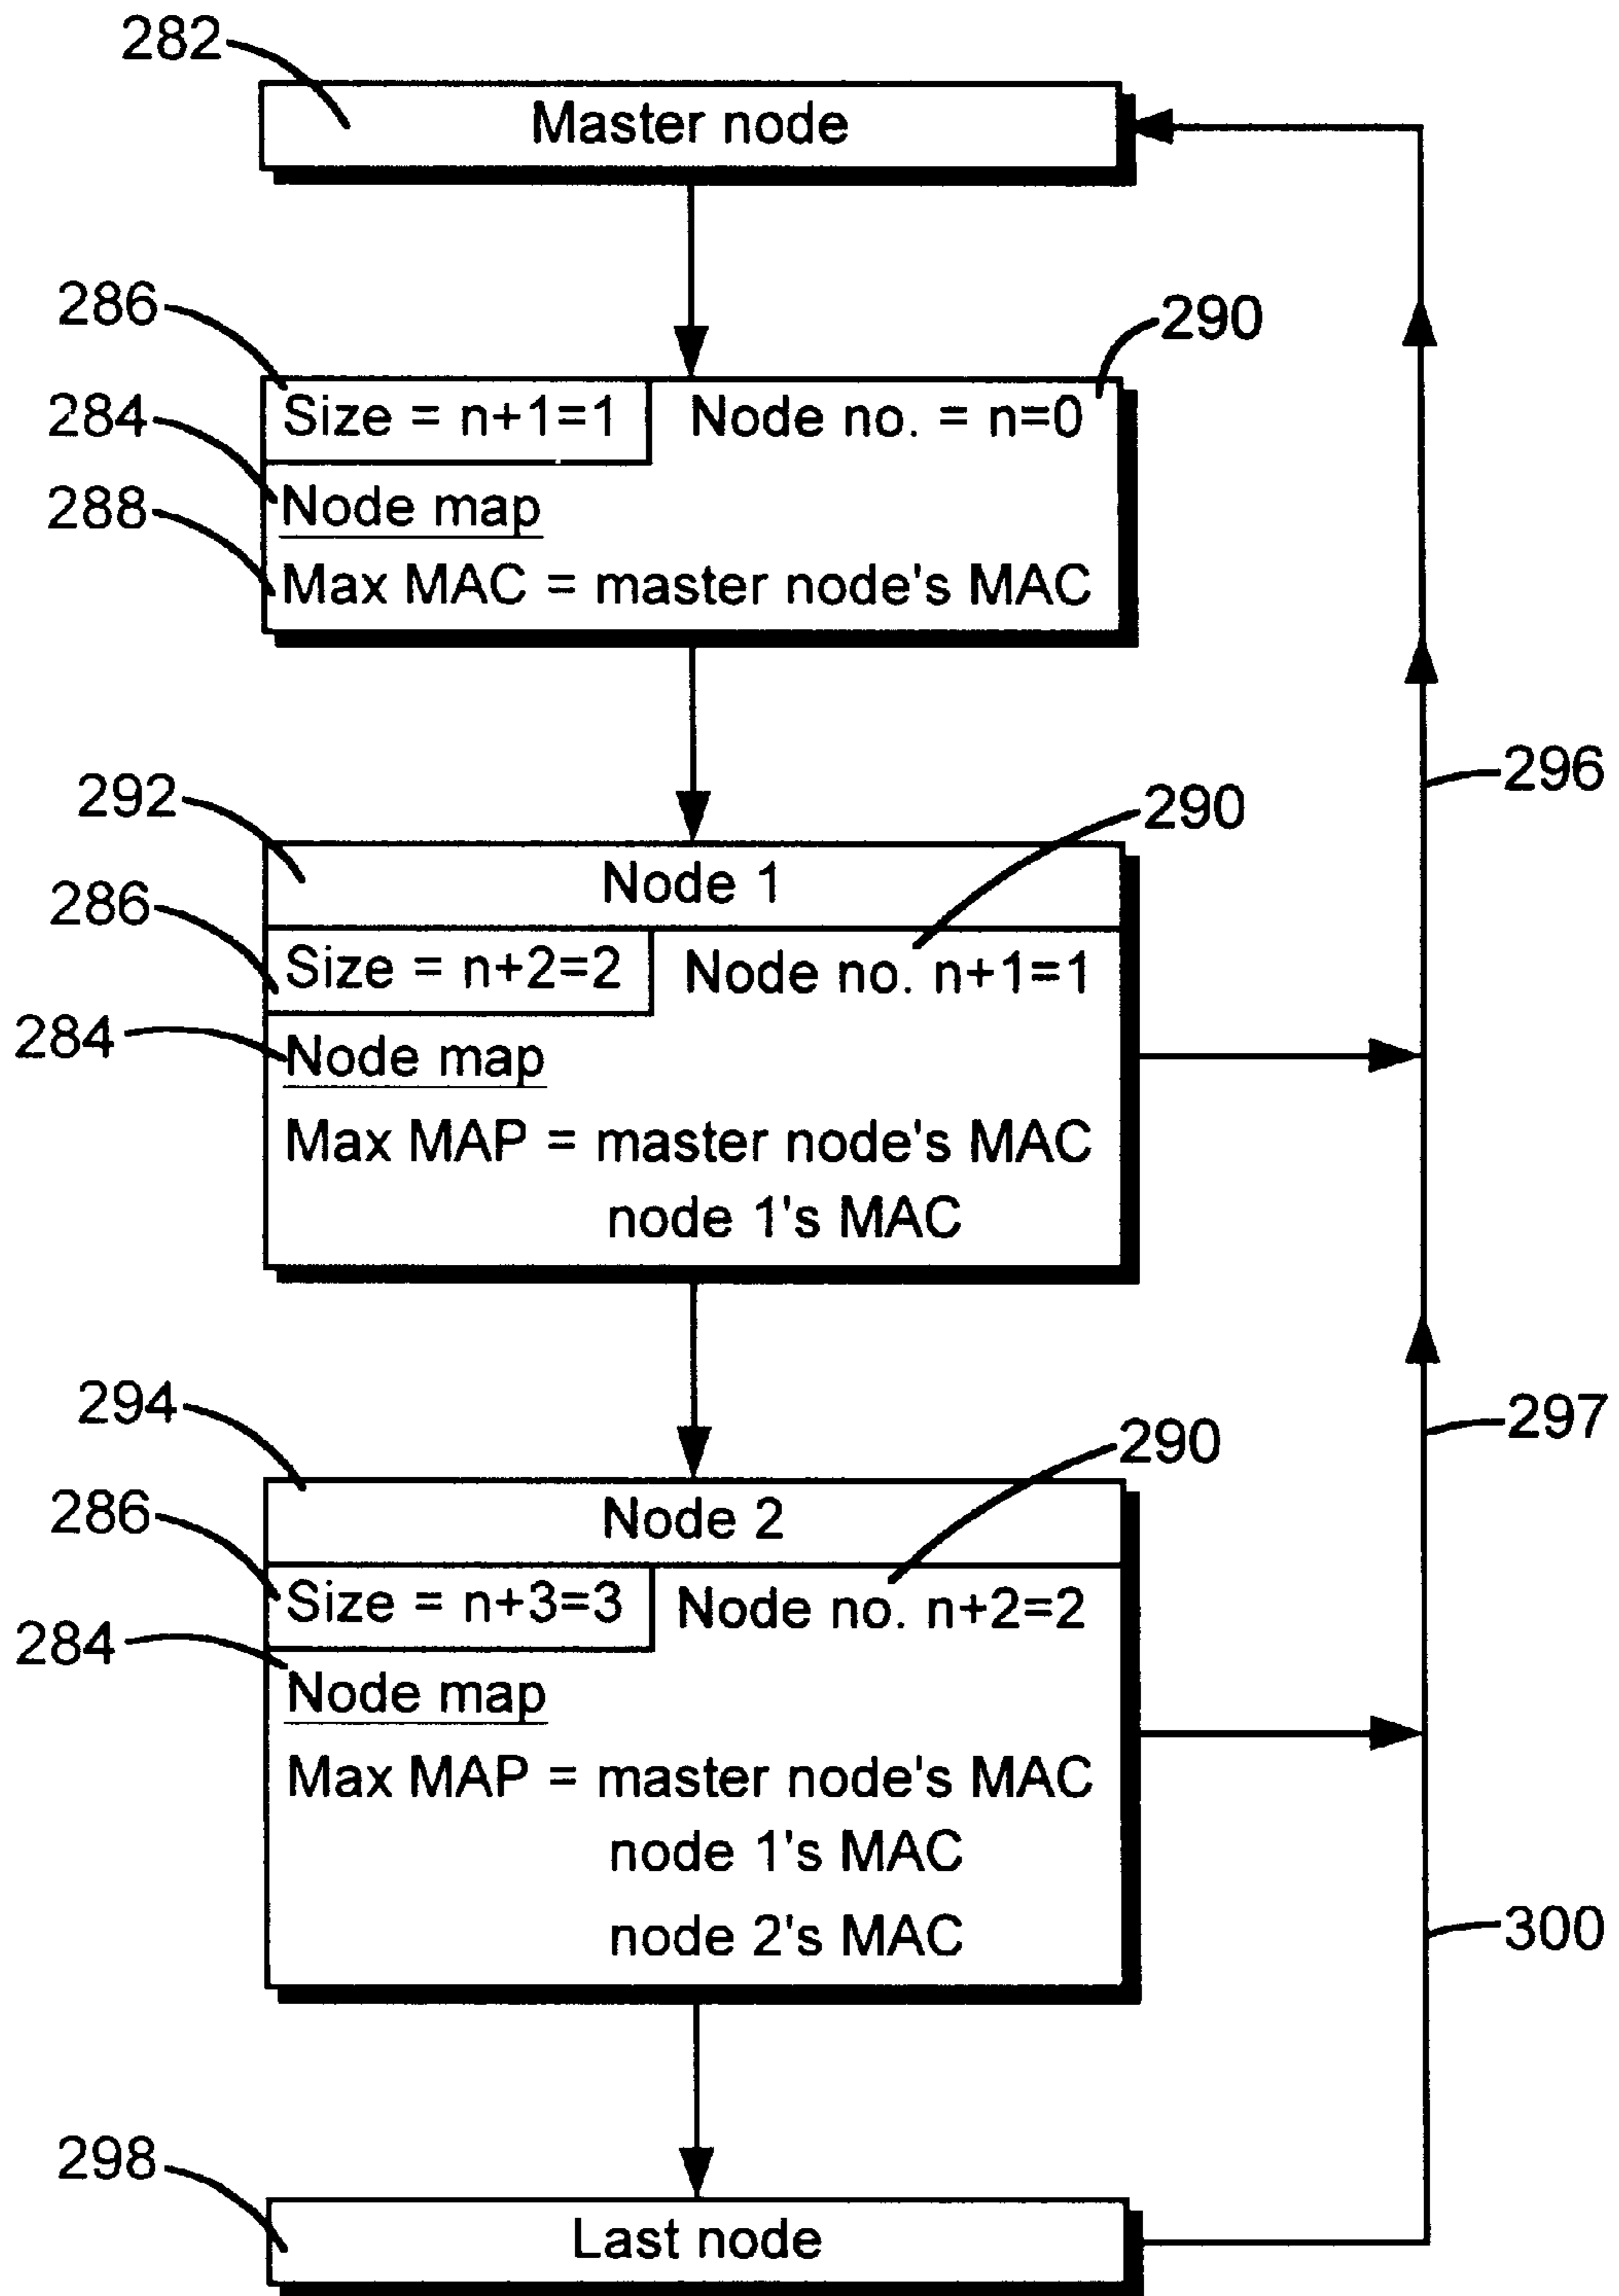 282
Master node
286
290
Size = n+1=1
Node no. = n=0
284
Node map
288
Max MAC = master node's MAC
296
292
290
Node 1
286
Size = n+2=2
Node no. n+1=1
284
Node map
Max MAP = master node's MAC
node 1's MAC
294
297
290
Node 2
286
Size = n+3=3
Node no. n+2=2
284
Node map
Max MAP = master node's MAC
node 1's MAC
node 2's MAC
300
298
Last node